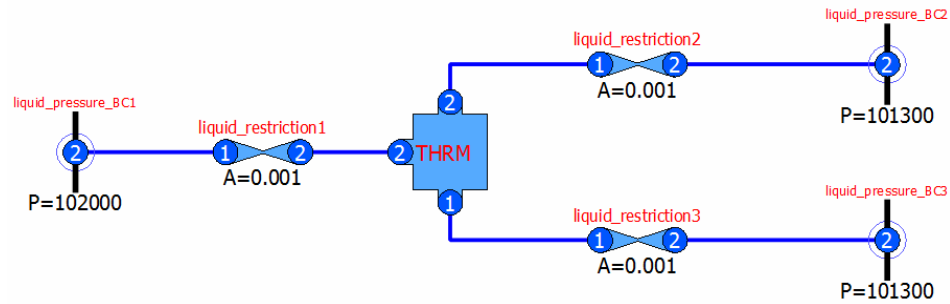 liquid_pressure_BC2
liquid_restriction2
1 2 2
A=0.001
P=101300
liquid_pressure_BC1
liquid_restriction1
2
2 1 2 2 THRM
A=0.001
P=102000
1
liquid_pressure_BC3
liquid_restriction3
1 2 2
A=0.001
P=101300